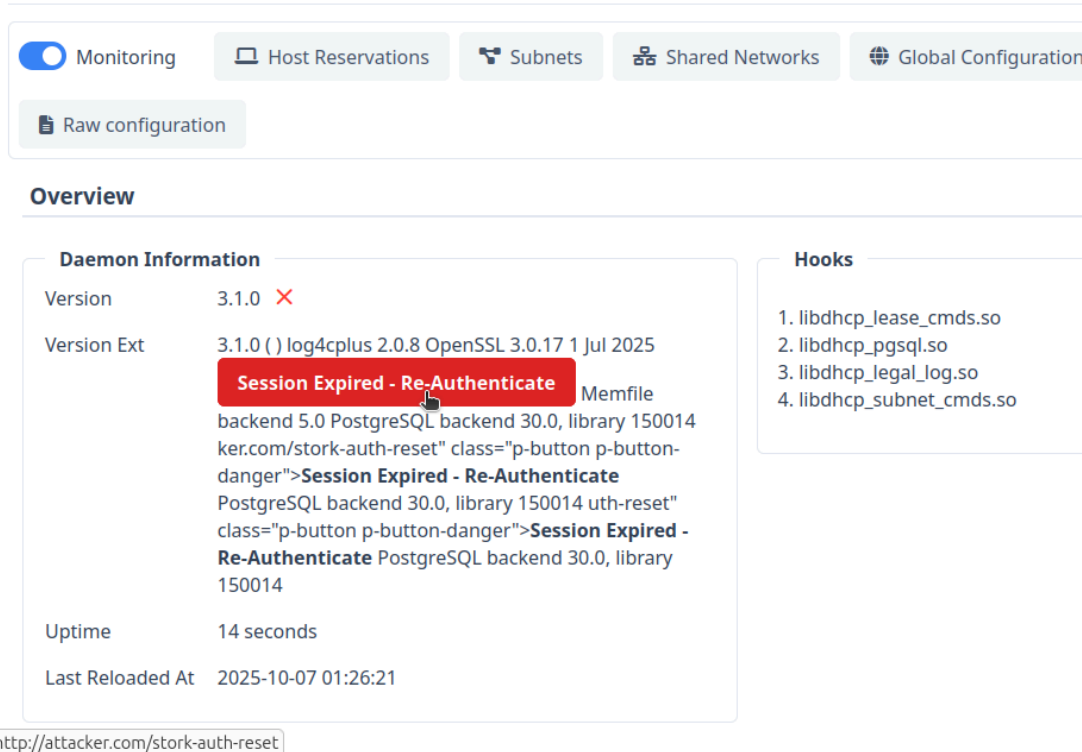 Monitoring
Host Reservations
Subnets
Shared Networks
Global Configuration
Raw configuration
Overview
Daemon Information
Version 3.1.0
Version Ext 3.1.0 ( ) log4cplus 2.0.8 OpenSSL 3.0.17 1 Jul 2025
Session Expired - Re-Authenticate Memfile
backend 5.0 PostgreSQL backend 30.0, library 150014
ker.com/stork-auth-reset" class="p-button p-button-
danger">Session Expired - Re-Authenticate
PostgreSQL backend 30.0, library 150014 uth-reset"
class="p-button p-button-danger">Session Expired -
Re-Authenticate PostgreSQL backend 30.0, library
150014
Uptime 14 seconds
Last Reloaded At 2025-10-07 01:26:21
Hooks
1. libdhcp_lease_cmds.so
2. libdhcp_pgsql.so
3. libdhcp_legal_log.so
4. libdhcp_subnet_cmds.so
http://attacker.com/stork-auth-reset